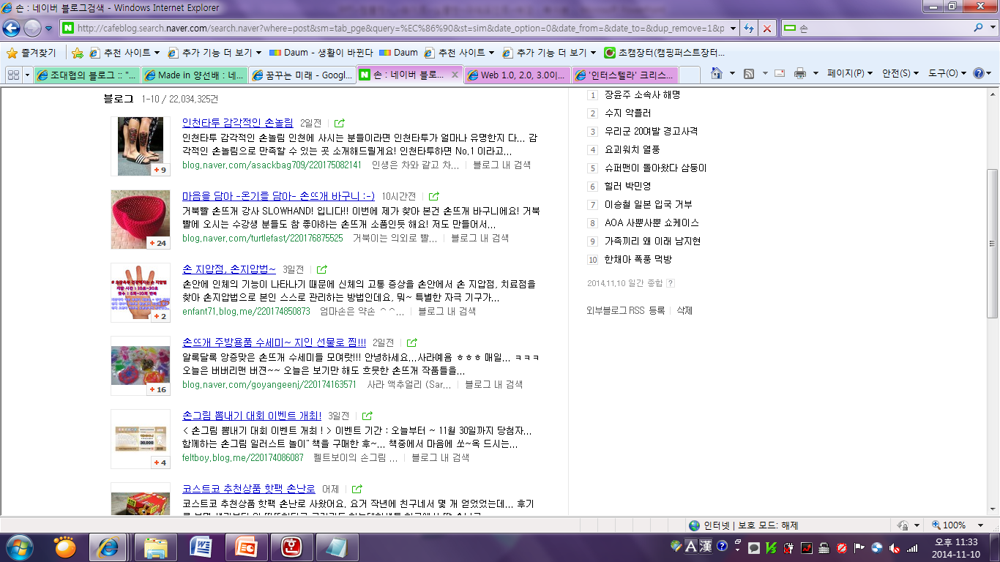 손 : 네이버 블로그검색 - Windows Internet Explorer
http://cafeblog.search.naver.com/search.naver?where=post&sm=tab_pge&query=%EC%86%90&st=sim&date_option=0&date_from=&date_to=&dup_remove=1&p
손
즐겨찾기 추천 사이트 추가 기능 더 보기 Daum - 생활이 바뀐다 Daum 추천 사이트 추가 기능 더 보기 초캠장터(캠핑퍼스트장터...
조대협의 블로그 :: "... Made in 양선배 : 네... 꿈꾸는 미래 - Googl... 손 : 네이버 블로... Web 1.0, 2.0, 3.0이... '인터스텔라' 크리스... 페이지(P) 안전(S) 도구(O)
블로그 1-10 / 22,034,325건
인천타투 감각적인 손놀림 2일전
인천타투 감각적인 손놀림 인천에 사시는 분들이라면 인천타투가 얼마나 유명한지 다... 감
각적인 손놀림으로 만족할 수 있는 곳 소개해드릴게요! 인천타투하면 No.1 이라고...
+9
blog.naver.com/asackbag709/220175082141 인생은 차와 같고 차... 블로그 내 검색
마음을 담아 -온기를 담아- 손뜨개 바구니 :-) 10시간전
거북빨 손뜨개 강사 SLOWHAND! 입니다!! 이번에 제가 찾아 본건 손뜨개 바구니에요! 거북
빨에 오시는 수강생 분들도 참 좋아하는 손뜨개 소품인듯 해요! 저도 만들어서...
+24
blog.naver.com/turtlefast/220176875525 거북이는 의외로 빨... 블로그 내 검색
손 지압점, 손지압법~ 3일전
손안에 인체의 기능이 나타나기 때문에 신체의 고통 증상을 손안에서 손 지압점, 치료점을
찾아 손지압법으로 본인 스스로 관리하는 방법인데요, 뭐~ 특별한 자극 기구가...
+2
enfant71.blog.me/220174850873 엄마손은 약손 ^^... 블로그 내 검색
손뜨개 주방용품 수세미~ 지인 선물로 찜!!! 2일전
알록달록 앙증맞은 손뜨개 수세미들 모여랏!!! 안녕하세요...사라예욤 ㅎㅎㅎ 매일... ㅋㅋㅋ
오늘은 버버리맨 버젼~~ 오늘은 보기만 해도 흐뭇한 손뜨개 작품들을...
+16
blog.naver.com/goyangeenj/220174163571 사라 액추얼리 (Sar... 블로그 내 검색
손그림 뽐내기 대회 이벤트 개최! 3일전
< 손그림 뽐내기 대회 이벤트 개최 ! > 이벤트 기간 : 오늘부터 ~ 11월 30일까지 당첨자...
함께하는 손그림 일러스트 놀이" 책을 구매한 후~... 책중에서 마음에 쏘~옥 드시는...
30,000
+4
feltboy.blog.me/220174086087 펠트보이의 손그림 ... 블로그 내 검색
코스트코 추천상품 핫팩 손난로 어제
코스트코 추천상품 핫팩 손난로 사왔어요. 요거 작년에 친구네서 몇 개 얻었었는데... 후기
1 장윤주 소속사 해명
2 수지 악플러
3 우리군 20여발 경고사격
4 요괴워치 열풍
5 슈퍼맨이 돌아왔다 삼둥이
6 힐러 박민영
7 이승철 일본 입국 거부
8 AOA 사뿐사뿐 쇼케이스
9 가족끼리 왜 이래 남지현
10 한채아 폭풍 먹방
2014.11.10 일간 종합 ?
외부블로그 RSS 등록 삭제
인터넷 | 보호 모드: 해제 100%
A 漢 오후 11:33
2014-11-10